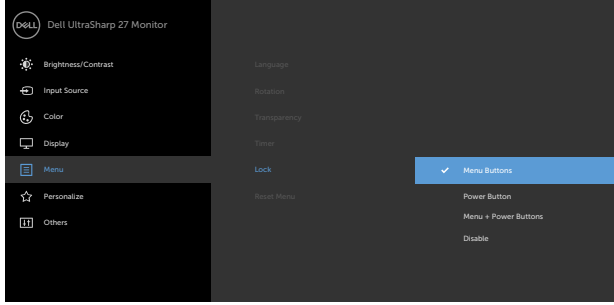 DELL
Dell UltraSharp 27 Monitor
Brightness/Contrast
Input Source
Color
Display
Menu
Personalize
Others
Language
Rotation
Transparency
Timer
Lock
Reset Menu
Menu Buttons
Power Button
Menu + Power Buttons
Disable